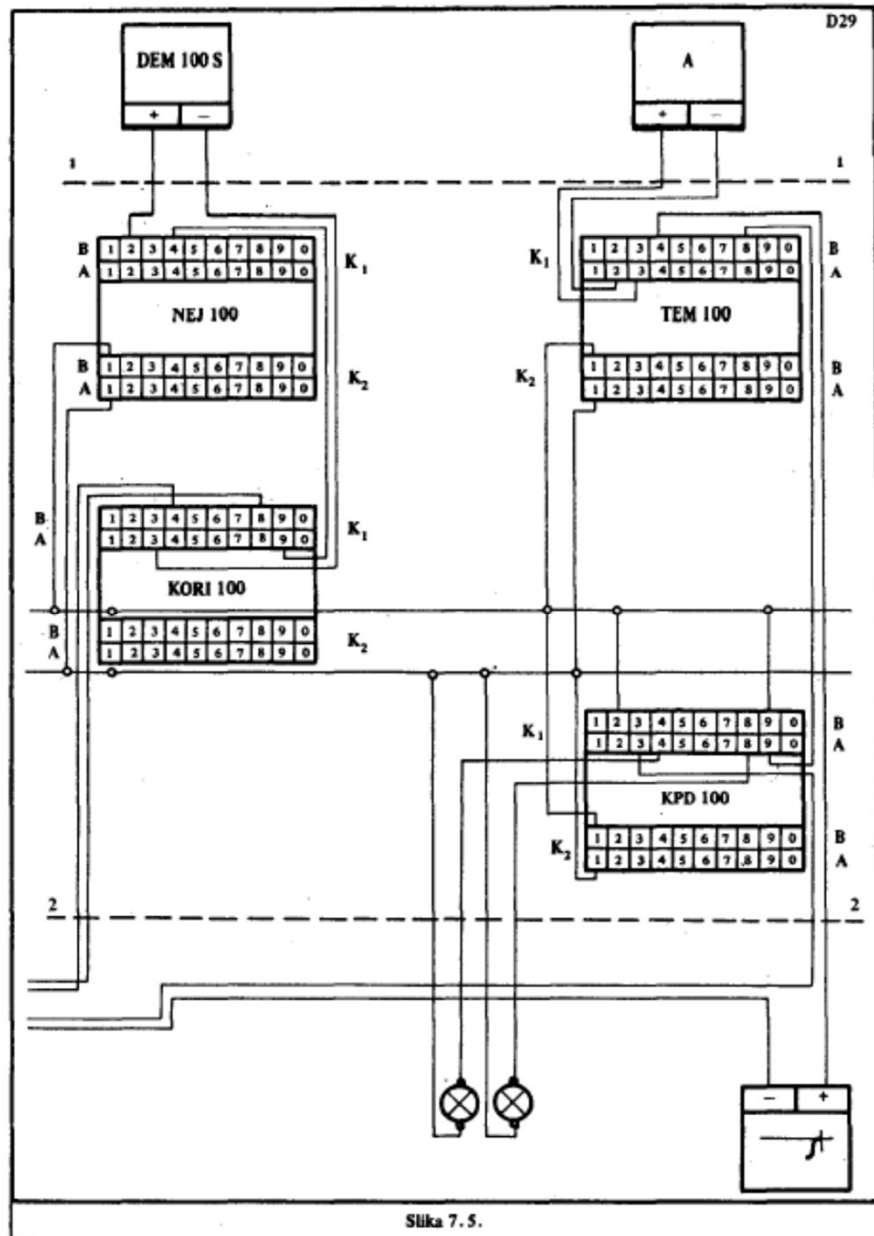 D29
DEM 100 S
A
+ −
+ −
1 1
B 1 2 3 4 5 6 7 8 9 0
A 1 2 3 4 5 6 7 8 9 0
K1
NEJ 100
B 1 2 3 4 5 6 7 8 9 0
A 1 2 3 4 5 6 7 8 9 0
K2
K1
1 2 3 4 5 6 7 8 9 0 B
1 2 3 4 5 6 7 8 9 0 A
TEM 100
K2
1 2 3 4 5 6 7 8 9 0 B
1 2 3 4 5 6 7 8 9 0 A
B 1 2 3 4 5 6 7 8 9 0
A 1 2 3 4 5 6 7 8 9 0
K1
KORI 100
B 1 2 3 4 5 6 7 8 9 0
A 1 2 3 4 5 6 7 8 9 0
K2
K1
1 2 3 4 5 6 7 8 9 0 B
1 2 3 4 5 6 7 8 9 0 A
KPD 100
K2
1 2 3 4 5 6 7 8 9 0 B
1 2 3 4 5 6 7 8 9 0 A
2 2
− +
Slika 7.5.